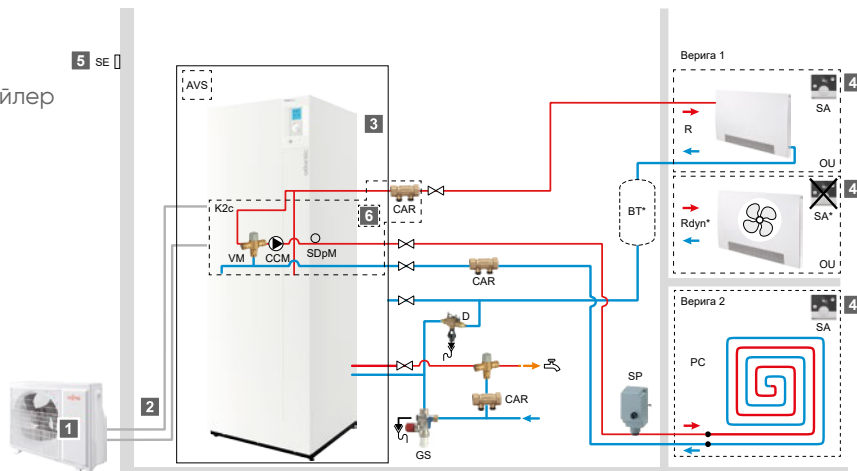 5 SE
йлер
AVS
3
K2c
6
CAR
VM
CCM
SDpM
CAR
D
CAR
GS
SP
BT*
Верига 1
4
SA
R
OU
4
SA*
Rdyn*
OU
Верига 2
4
SA
PC
2
1